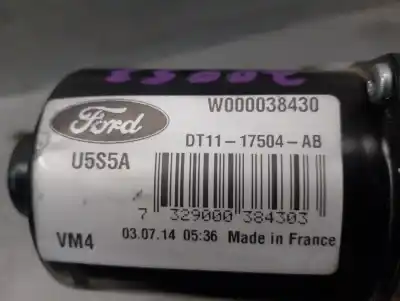 W000038430
Ford
DT11-17504-AB
U5S5A
7 329000 384303
VM4
03.07.14 05:36 Made in France